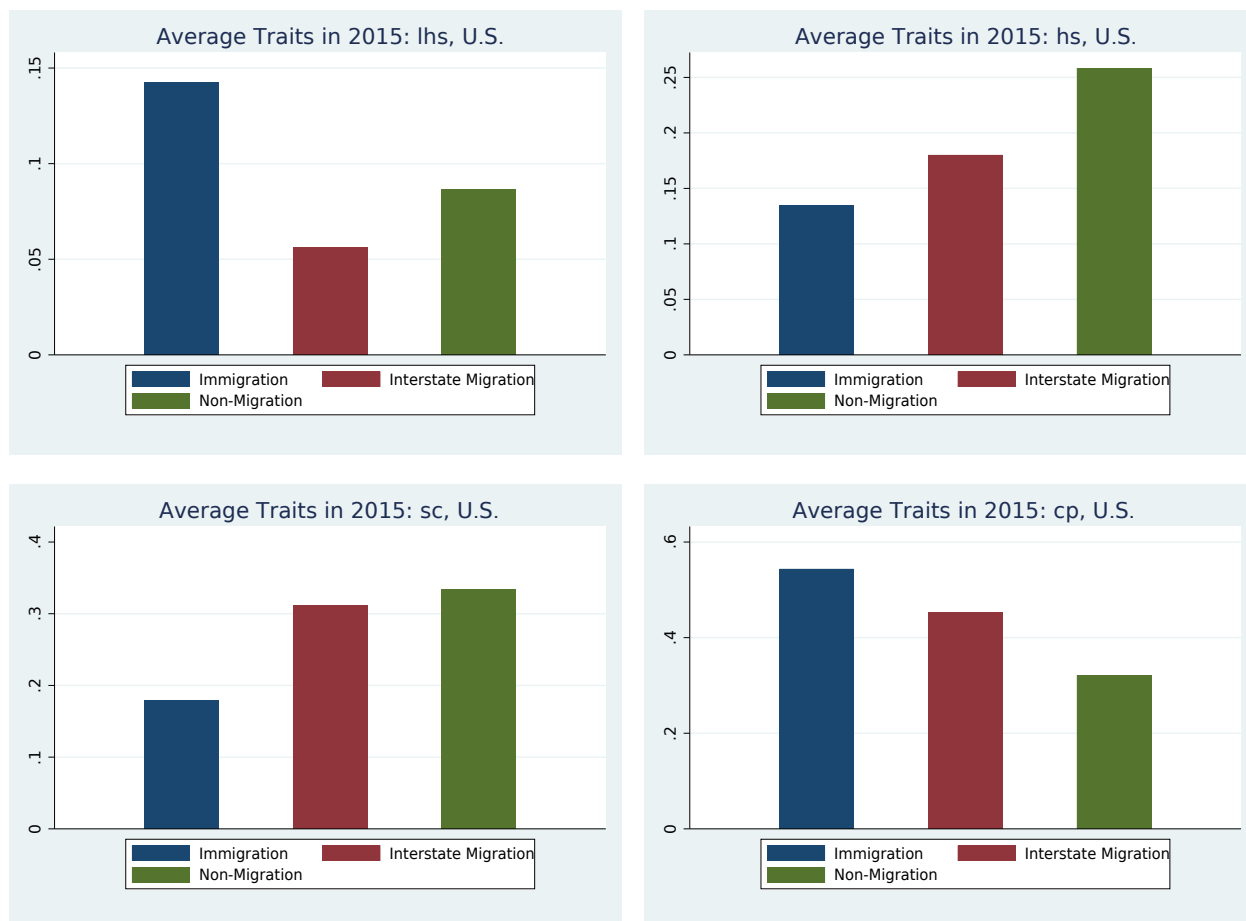 Average Traits in 2015: lhs, U.S.
.15
.1
.05
0
Immigration
Interstate Migration
Non-Migration
Average Traits in 2015: hs, U.S.
.25
.2
.15
.1
.05
0
Immigration
Interstate Migration
Non-Migration
Average Traits in 2015: sc, U.S.
.4
.3
.2
.1
0
Immigration
Interstate Migration
Non-Migration
Average Traits in 2015: cp, U.S.
.6
.4
.2
0
Immigration
Interstate Migration
Non-Migration